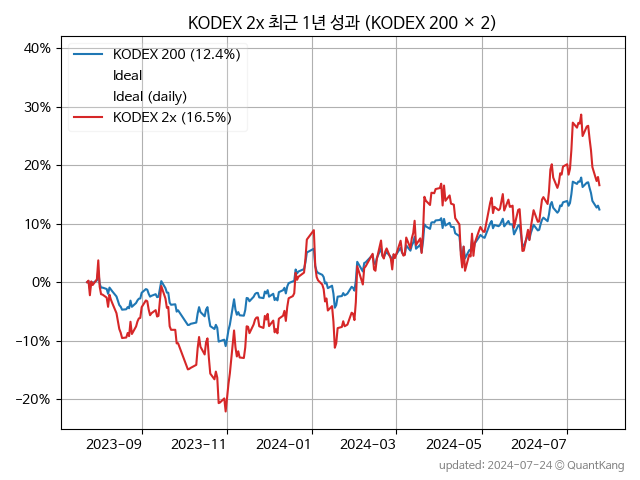 KODEX 2x 최근 1년 성과 (KODEX 200 × 2)
40%
30%
20%
10%
0%
−10%
−20%
KODEX 200 (12.4%)
Ideal
Ideal (daily)
KODEX 2x (16.5%)
2023−09 2023−11 2024−01 2024−03 2024−05 2024−07
updated: 2024-07-24 © QuantKang